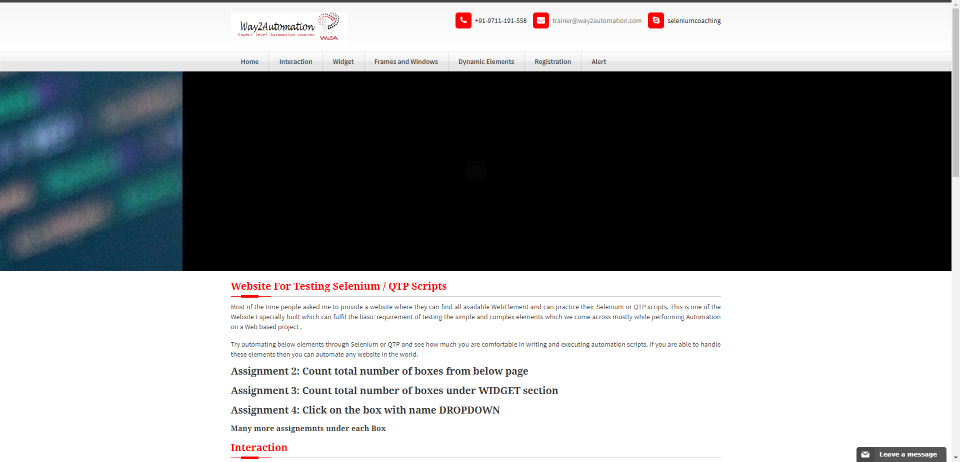 Way2Automation
Expert level Automation courses
W2A
+91-9711-191-558
trainer@way2automation.com
seleniumcoaching
Home
Interaction
Widget
Frames and Windows
Dynamic Elements
Registration
Alert
Website For Testing Selenium / QTP Scripts
Most of the time people asked me to provide a website where they can find all available WebElement and can practice their Selenium or QTP scripts. This is one of the
Website I specially built which can fulfil the basic requirement of testing the simple and complex elements which we come across mostly while performing Automation
on a Web based project .
Try automating below elements through Selenium or QTP and see how much you are comfortable in writing and executing automation scripts. If you are able to handle
these elements then you can automate any website in the world.
Assignment 2: Count total number of boxes from below page
Assignment 3: Count total number of boxes under WIDGET section
Assignment 4: Click on the box with name DROPDOWN
Many more assignemnts under each Box
Interaction
Leave a message